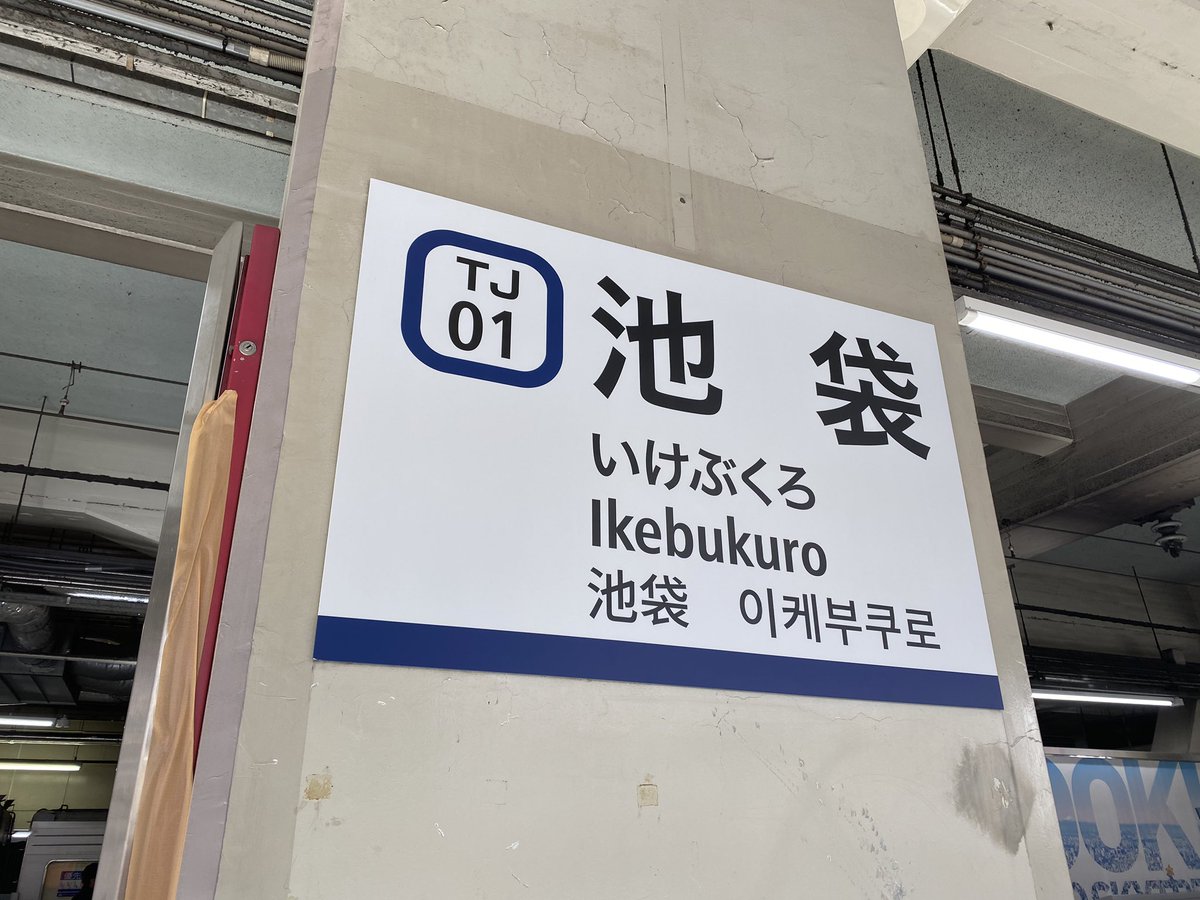 TJ
01
池袋
いけぶくろ
Ikebukuro
池袋 이케부쿠로